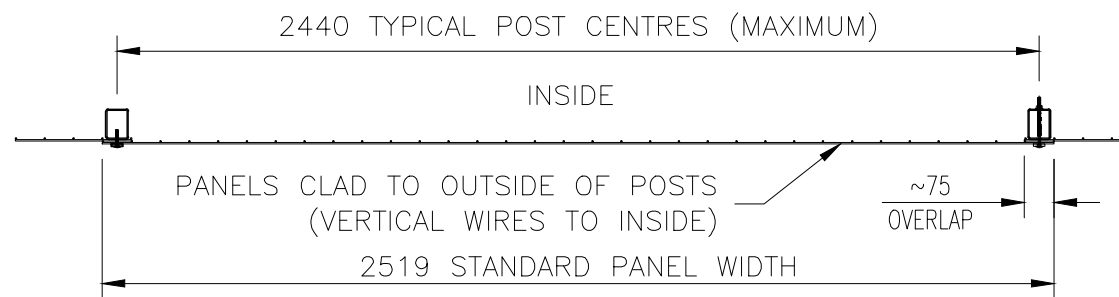 2440 TYPICAL POST CENTRES (MAXIMUM)
INSIDE
PANELS CLAD TO OUTSIDE OF POSTS
(VERTICAL WIRES TO INSIDE)
~75
OVERLAP
2519 STANDARD PANEL WIDTH